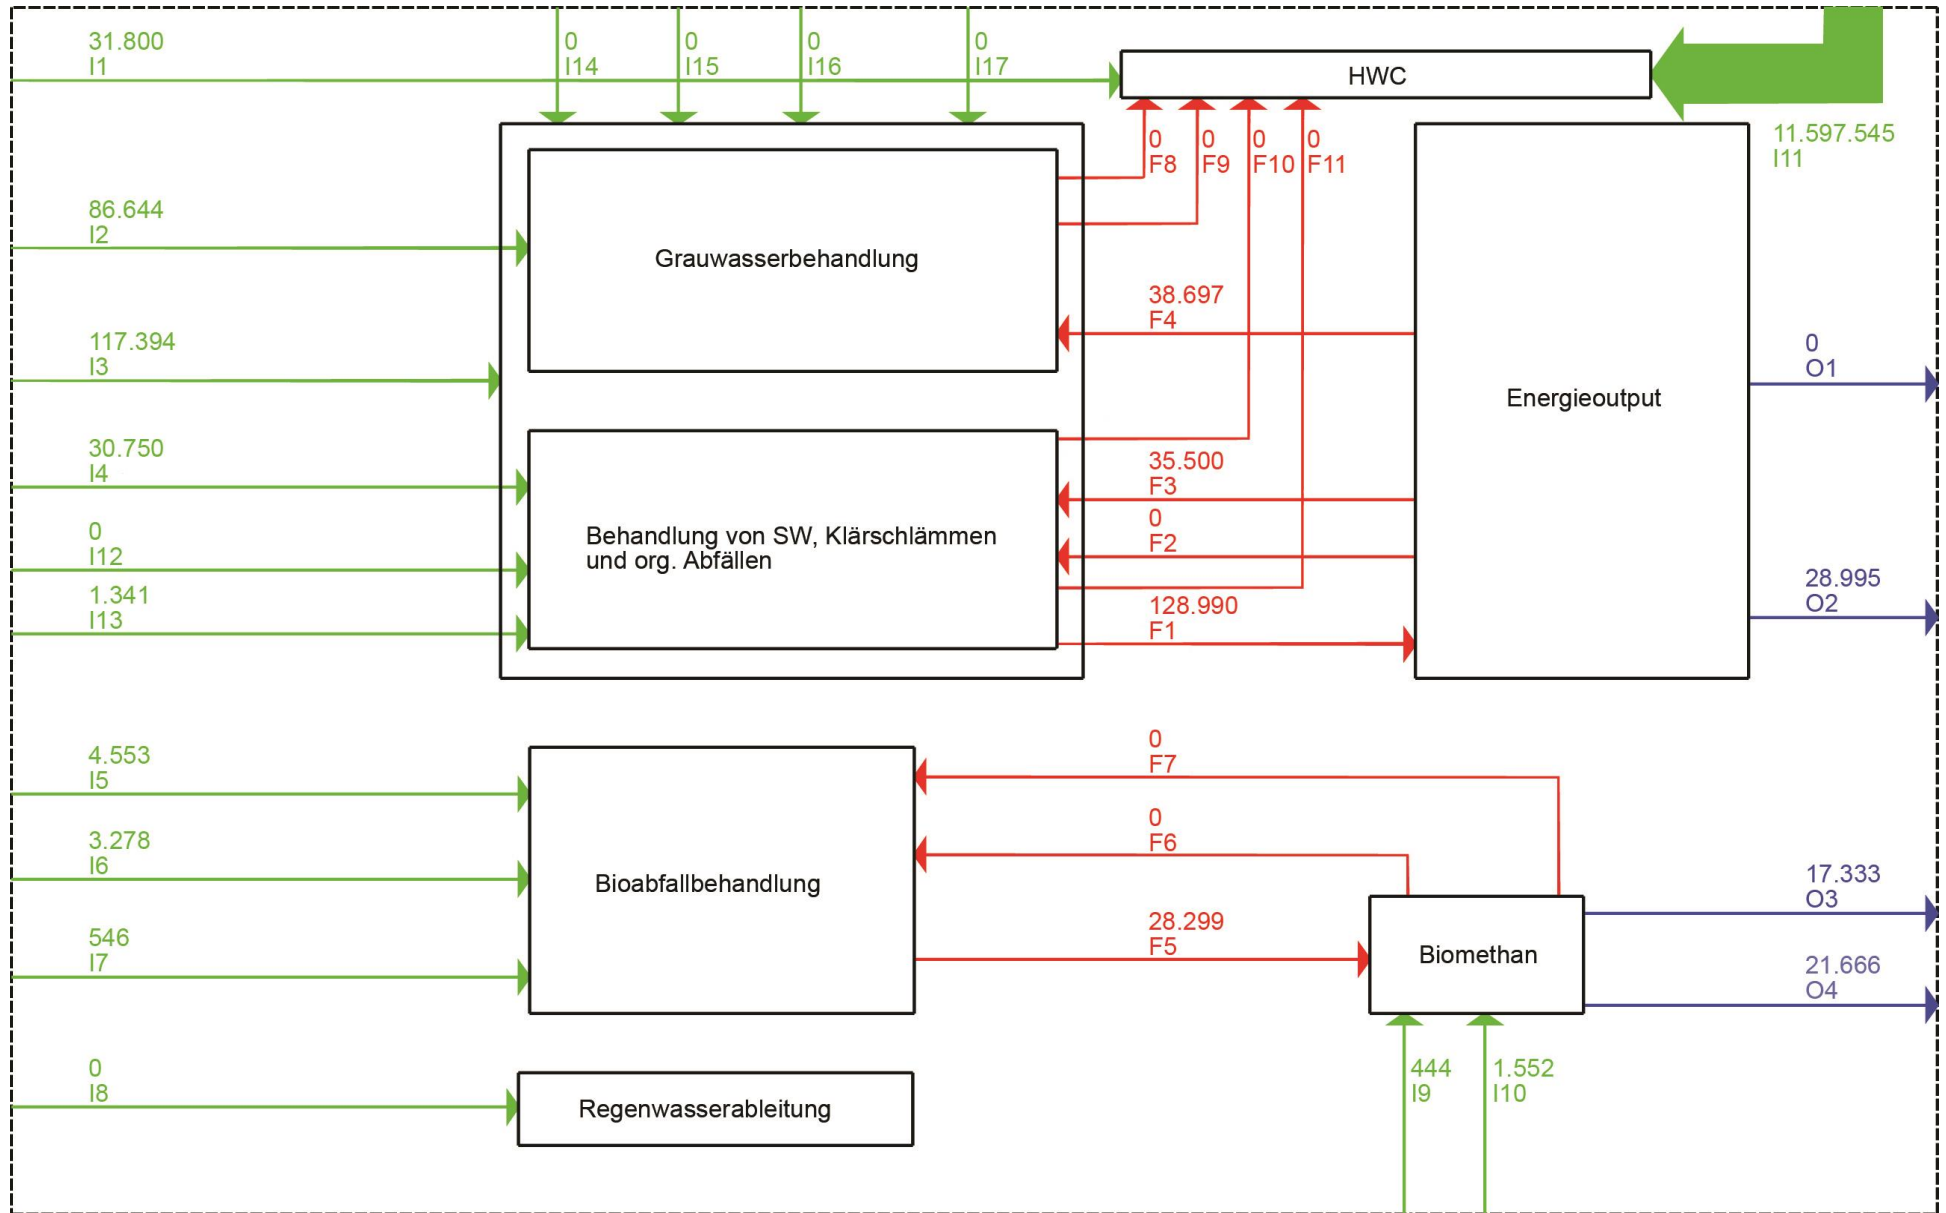 31.800
I1
0
I14
0
I15
0
I16
0
I17
HWC
11.597.545
I11
0
F8
0
F9
0
F10
0
F11
86.644
I2
Grauwasserbehandlung
38.697
F4
117.394
I3
0
O1
Energieoutput
30.750
I4
35.500
F3
0
I12
0
F2
Behandlung von SW, Klärschlämmen
und org. Abfällen
1.341
I13
128.990
F1
28.995
O2
4.553
I5
0
F7
3.278
I6
0
F6
Bioabfallbehandlung
17.333
O3
546
I7
28.299
F5
Biomethan
21.666
O4
0
I8
Regenwasserableitung
444
I9
1.552
I10